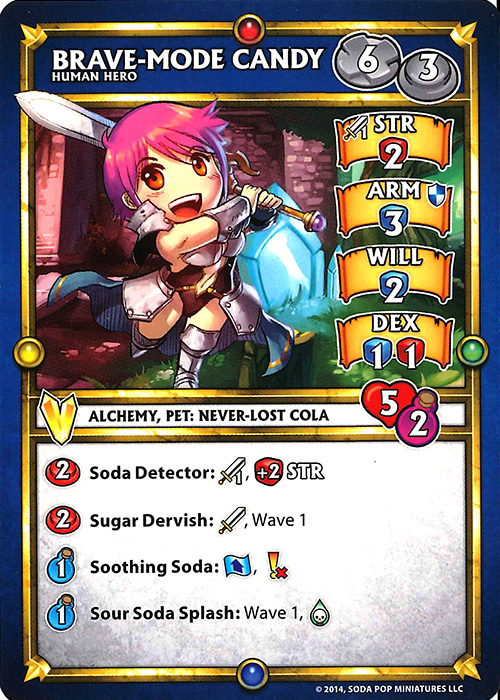 BRAVE-MODE CANDY
HUMAN HERO
6 3
STR
2
ARM
3
WILL
2
DEX
1 1
ALCHEMY, PET: NEVER-LOST COLA
5
2
2 Soda Detector: 1, +2 STR
2 Sugar Dervish: , Wave 1
1 Soothing Soda: ,
1 Sour Soda Splash: Wave 1,
© 2014, SODA POP MINIATURES LLC